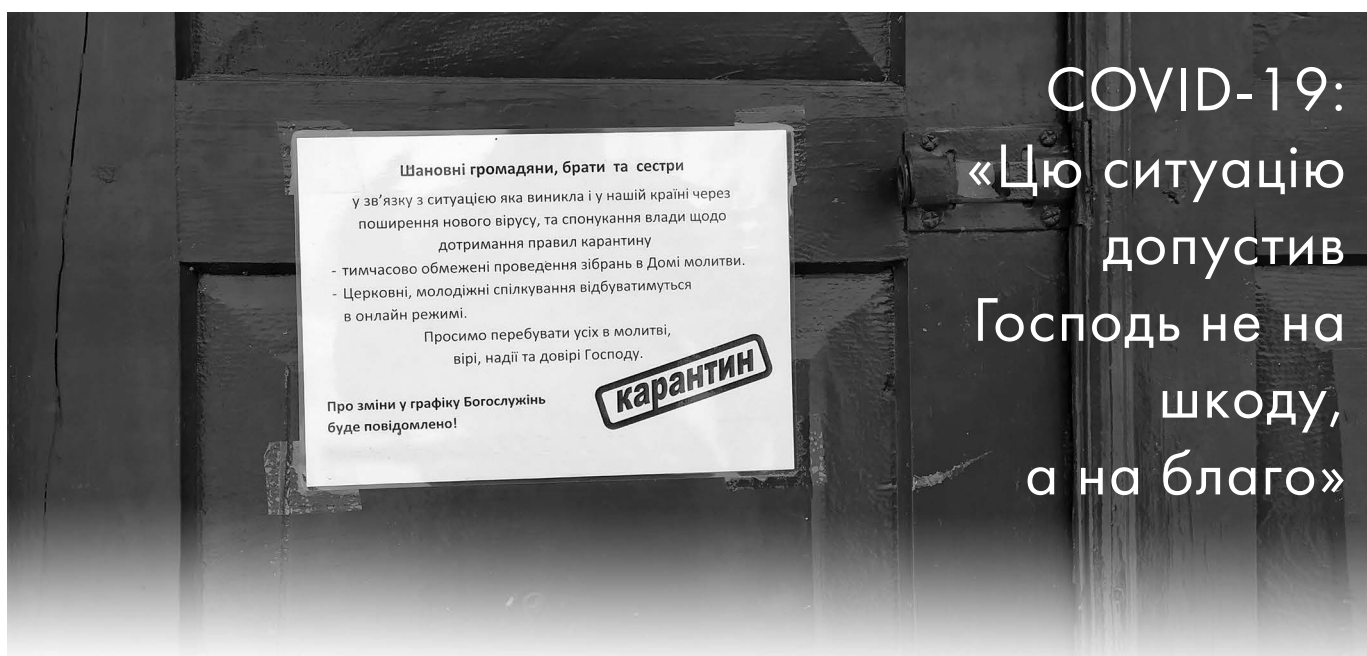 Шановні громадяни, брати та сестри
у зв’язку з ситуацією яка виникла і у нашій країні через
поширення нового вірусу, та спонукання влади щодо
дотримання правил карантину
- тимчасово обмежені проведення зібрань в Домі молитви.
- Церковні, молодіжні спілкування відбуватимуться
в онлайн режимі.
Просимо перебувати усіх в молитві,
вірі, надії та довірі Господу.
карантин
Про зміни у графіку Богослужінь
буде повідомлено!
COVID-19:
«Цю ситуацію
допустив
Господь не на
шкоду,
а на благо»